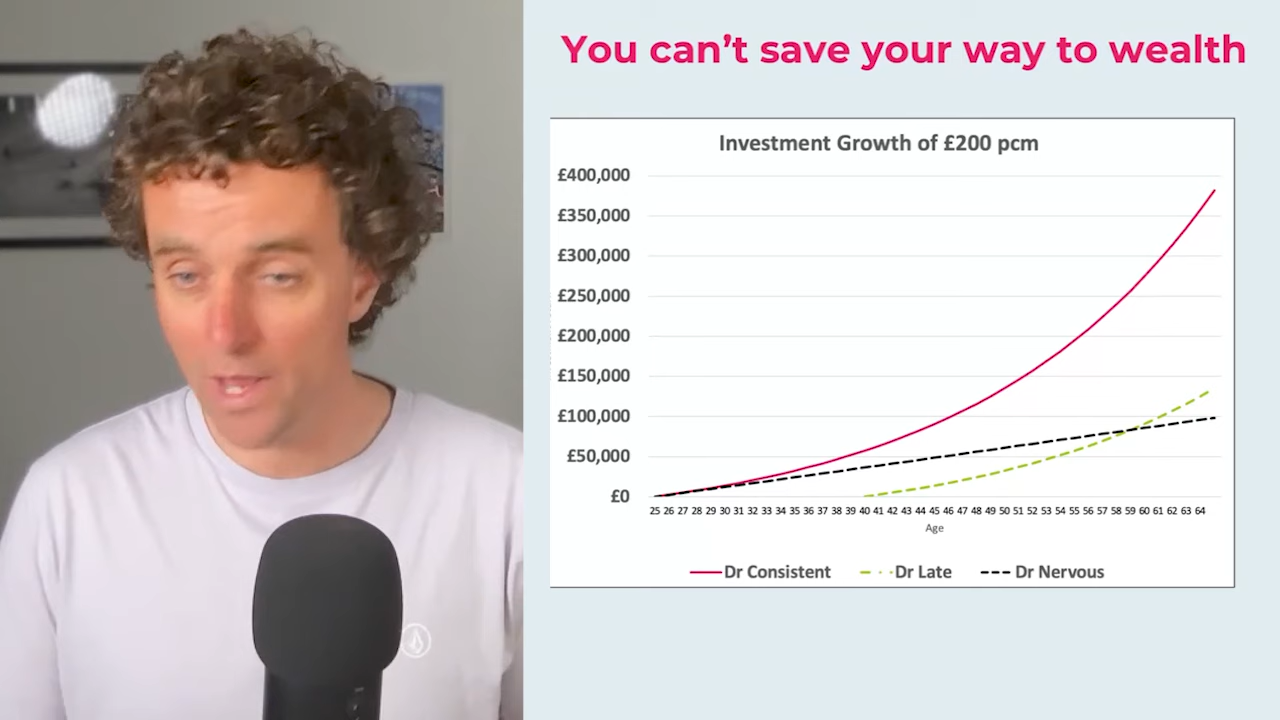 You can’t save your way to wealth
Investment Growth of £200 pcm
£400,000
£350,000
£300,000
£250,000
£200,000
£150,000
£100,000
£50,000
£0
25 26 27 28 29 30 31 32 33 34 35 36 37 38 39 40 41 42 43 44 45 46 47 48 49 50 51 52 53 54 55 56 57 58 59 60 61 62 63 64
Age
Dr Consistent Dr Late Dr Nervous